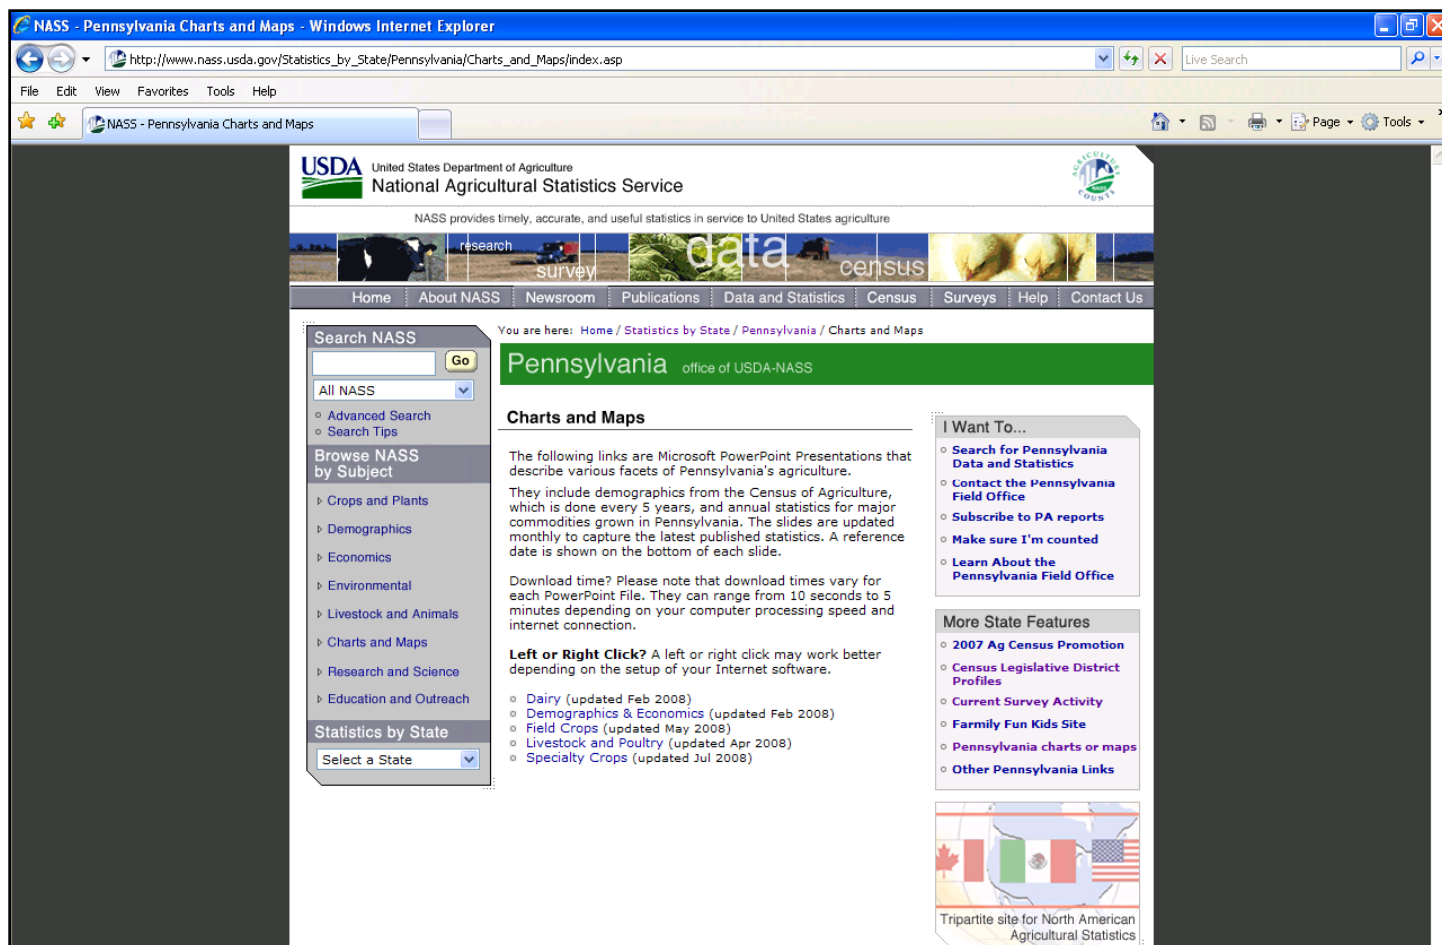 NASS - Pennsylvania Charts and Maps - Windows Internet Explorer
http://www.nass.usda.gov/Statistics_by_State/Pennsylvania/Charts_and_Maps/index.asp
Live Search
File Edit View Favorites Tools Help
NASS - Pennsylvania Charts and Maps
Page Tools
USDA
United States Department of Agriculture
National Agricultural Statistics Service
AGRICULTURE
NASS
COUNTS
NASS provides timely, accurate, and useful statistics in service to United States agriculture
research
survey
data
census
Home About NASS Newsroom Publications Data and Statistics Census Surveys Help Contact Us
Search NASS
Go
All NASS
Advanced Search
Search Tips
Browse NASS
by Subject
Crops and Plants
Demographics
Economics
Environmental
Livestock and Animals
Charts and Maps
Research and Science
Education and Outreach
Statistics by State
Select a State
You are here: Home / Statistics by State / Pennsylvania / Charts and Maps
Pennsylvania office of USDA-NASS
Charts and Maps
The following links are Microsoft PowerPoint Presentations that
describe various facets of Pennsylvania's agriculture.
They include demographics from the Census of Agriculture,
which is done every 5 years, and annual statistics for major
commodities grown in Pennsylvania. The slides are updated
monthly to capture the latest published statistics. A reference
date is shown on the bottom of each slide.
Download time? Please note that download times vary for
each PowerPoint File. They can range from 10 seconds to 5
minutes depending on your computer processing speed and
internet connection.
Left or Right Click? A left or right click may work better
depending on the setup of your Internet software.
Dairy (updated Feb 2008)
Demographics & Economics (updated Feb 2008)
Field Crops (updated May 2008)
Livestock and Poultry (updated Apr 2008)
Specialty Crops (updated Jul 2008)
I Want To...
Search for Pennsylvania
Data and Statistics
Contact the Pennsylvania
Field Office
Subscribe to PA reports
Make sure I'm counted
Learn About the
Pennsylvania Field Office
More State Features
2007 Ag Census Promotion
Census Legislative District
Profiles
Current Survey Activity
Farmily Fun Kids Site
Pennsylvania charts or maps
Other Pennsylvania Links
Tripartite site for North American
Agricultural Statistics